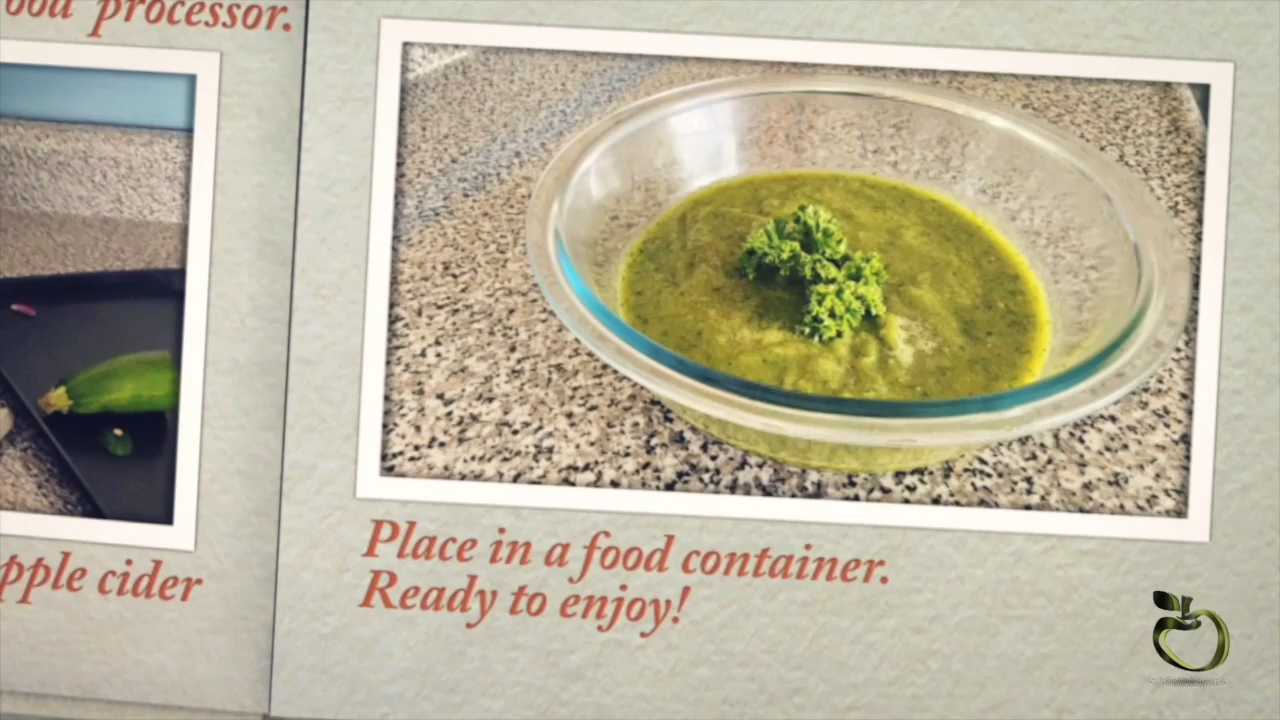 processor.
pple cider
Place in a food container.
Ready to enjoy!